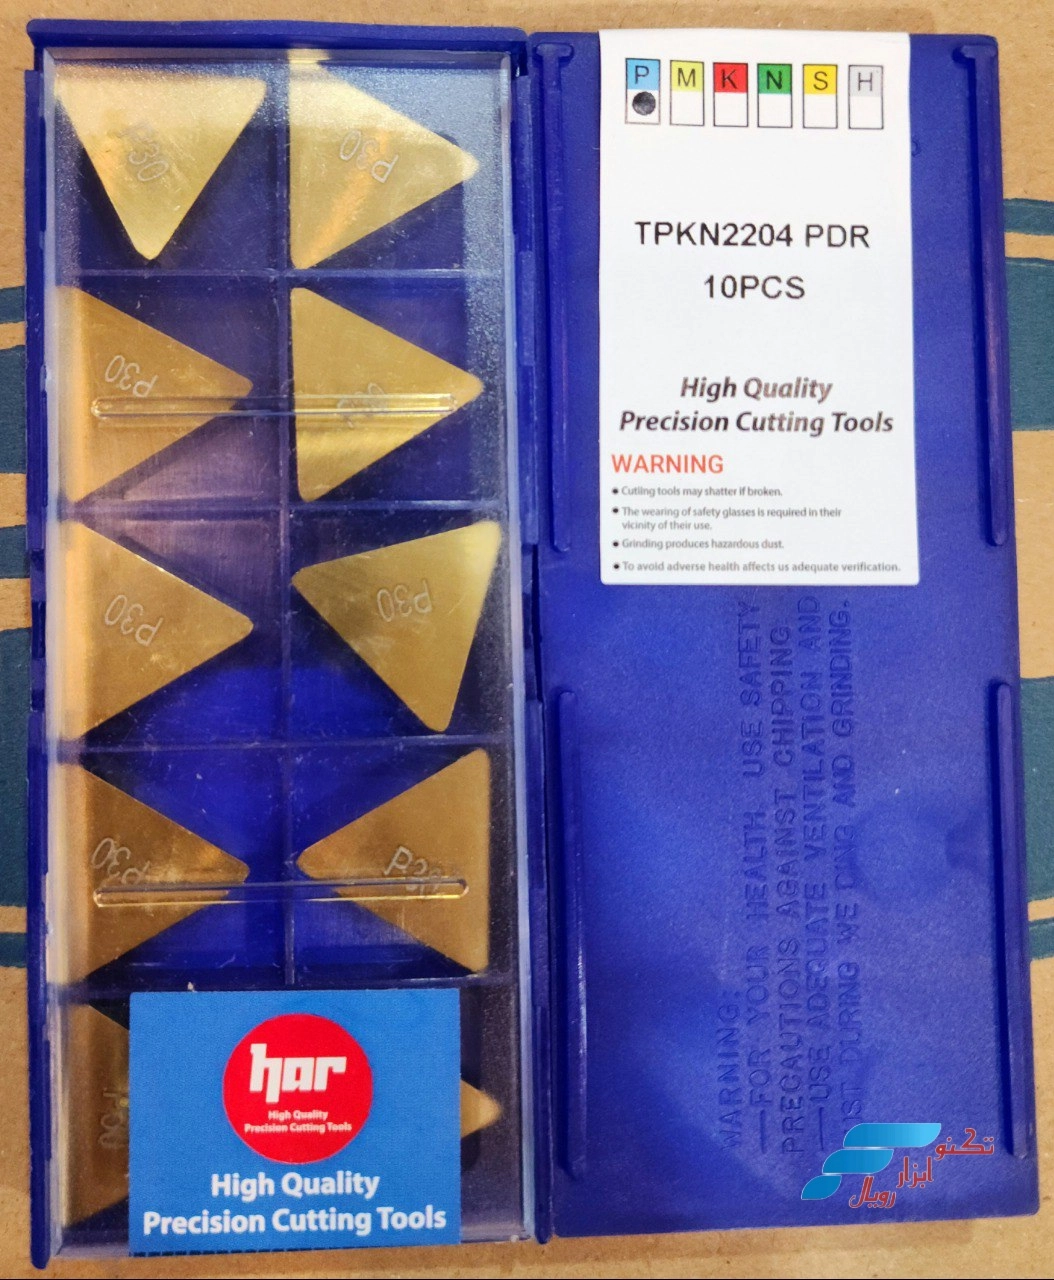 P30
P30
P30
P30
P30
P30
P30
har
High Quality
Precision Cutting Tools
High Quality
Precision Cutting Tools
P M K N S H
TPKN2204 PDR
10PCS
High Quality
Precision Cutting Tools
WARNING
Cutiing tools may shatter if broken.
The wearing of safety glasses is required in their
vicinity of their use.
Grinding produces hazardous dust.
To avoid adverse health affects us adequate verification.
WARNING:
—FOR YOUR HEALTH USE SAFETY
PRECAUTIONS AGAINST CHIPPING
—USE ADEQUATE VENTILATION AND
DURING WE DING AND GRINDING.
تکنو
ابزار
رویال